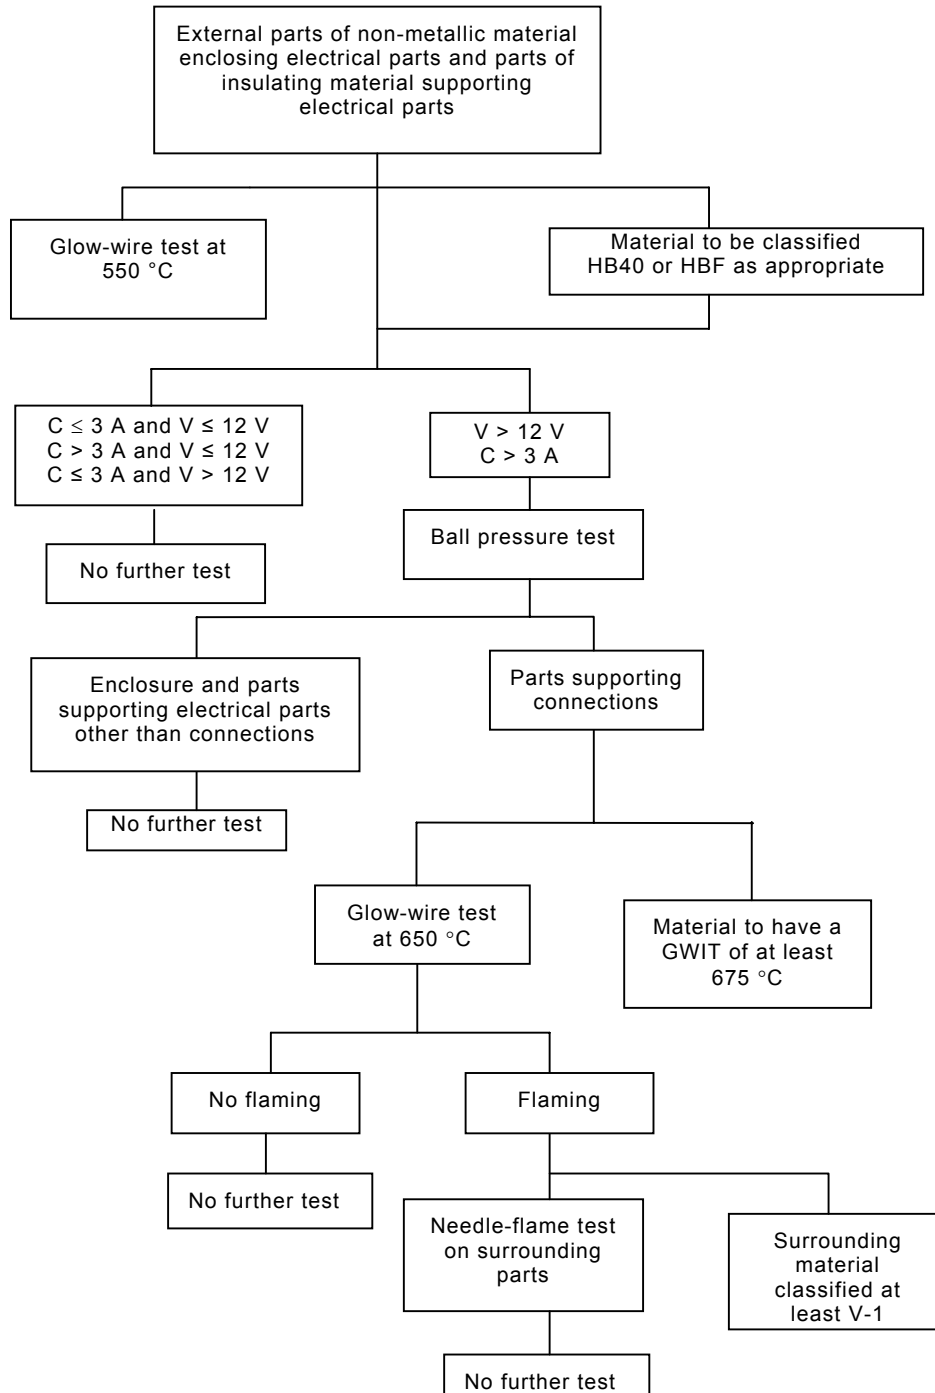 External parts of non-metallic material
enclosing electrical parts and parts of
insulating material supporting
electrical parts
Glow-wire test at
550 °C
Material to be classified
HB40 or HBF as appropriate
C ≤ 3 A and V ≤ 12 V
C > 3 A and V ≤ 12 V
C ≤ 3 A and V > 12 V
V > 12 V
C > 3 A
Ball pressure test
No further test
Enclosure and parts
supporting electrical parts
other than connections
Parts supporting
connections
No further test
Glow-wire test
at 650 °C
Material to have a
GWIT of at least
675 °C
No flaming
Flaming
No further test
Needle-flame test
on surrounding
parts
Surrounding
material
classified at
least V-1
No further test